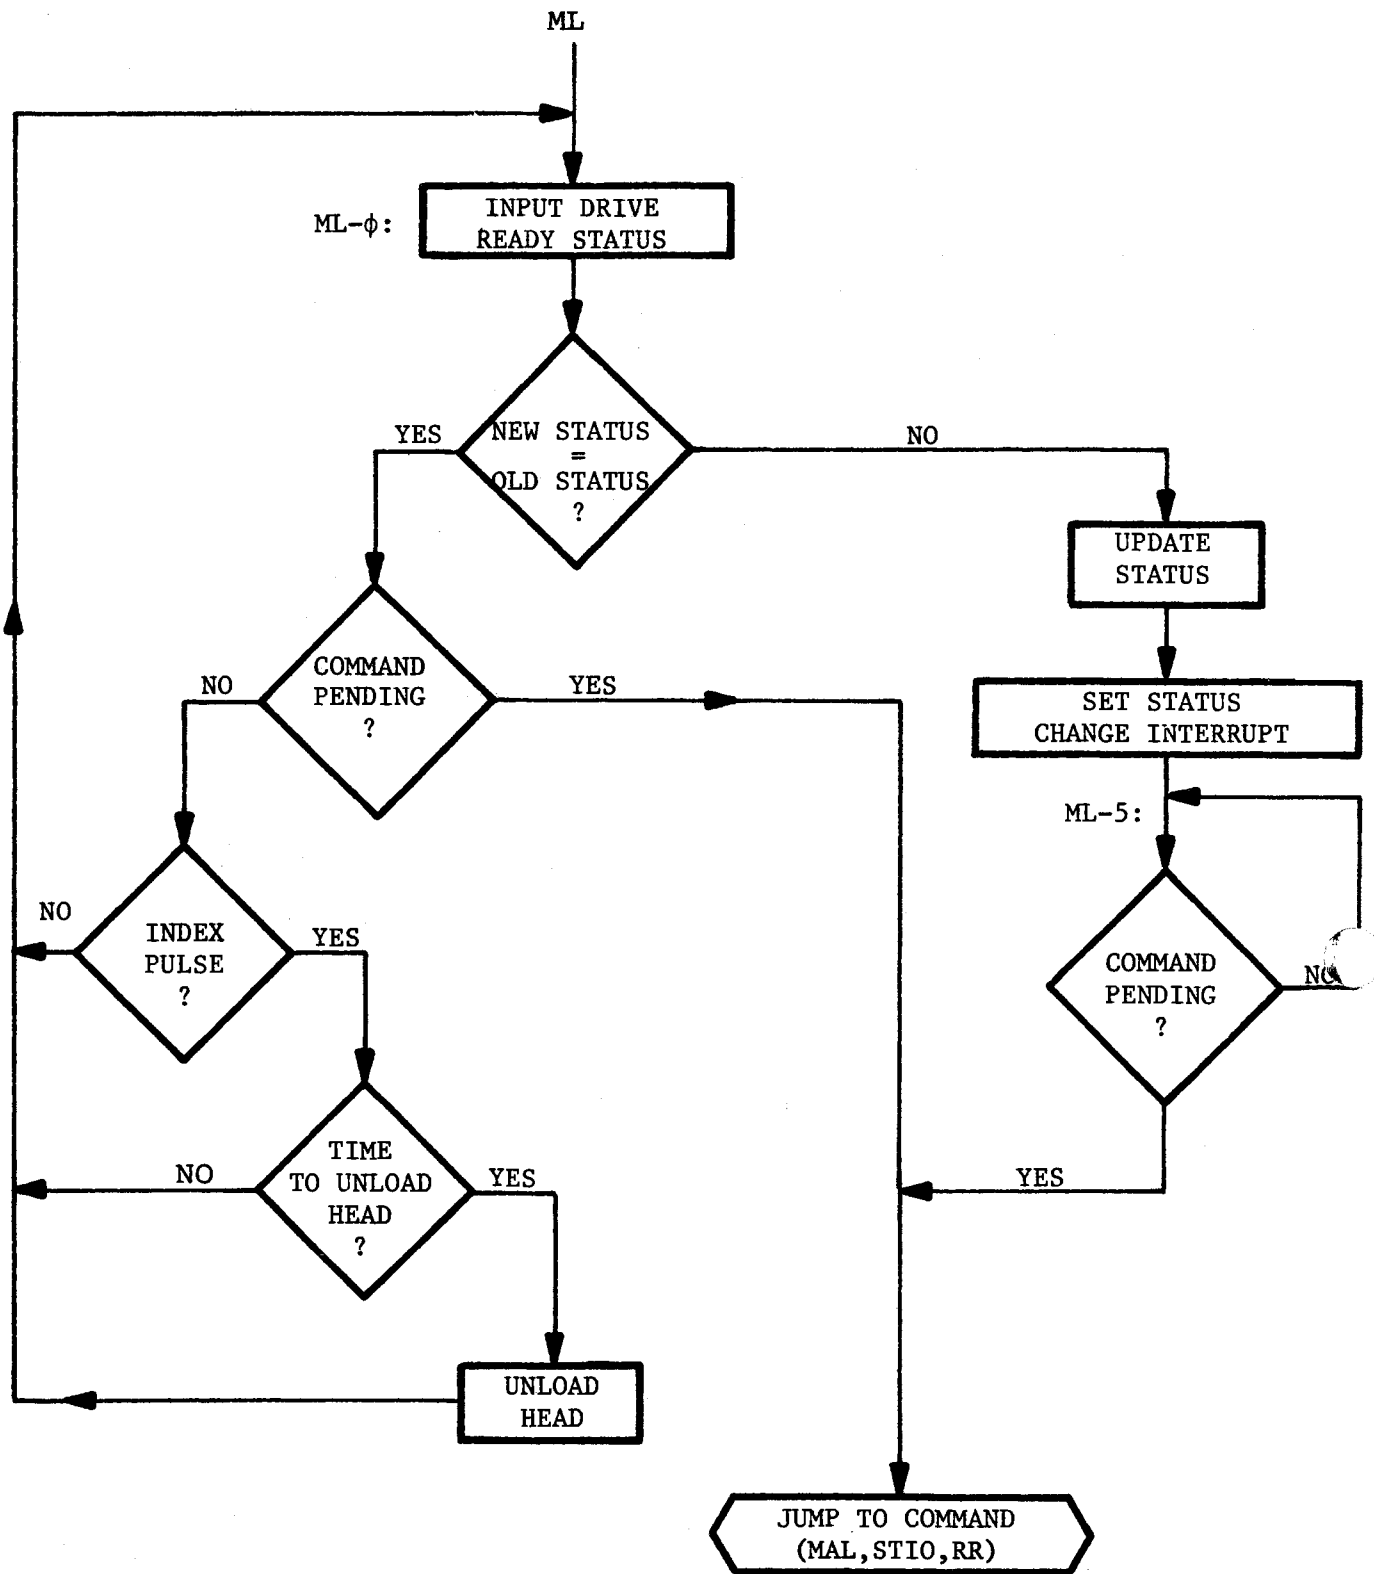 ML
ML-ϕ:
INPUT DRIVE
READY STATUS
YES
NEW STATUS
=
OLD STATUS
?
NO
UPDATE
STATUS
COMMAND
PENDING
?
NO
YES
SET STATUS
CHANGE INTERRUPT
ML-5:
NO
INDEX
PULSE
?
YES
COMMAND
PENDING
?
NO
TIME
TO UNLOAD
HEAD
?
NO
YES
YES
UNLOAD
HEAD
JUMP TO COMMAND
(MAL,STIO,RR)